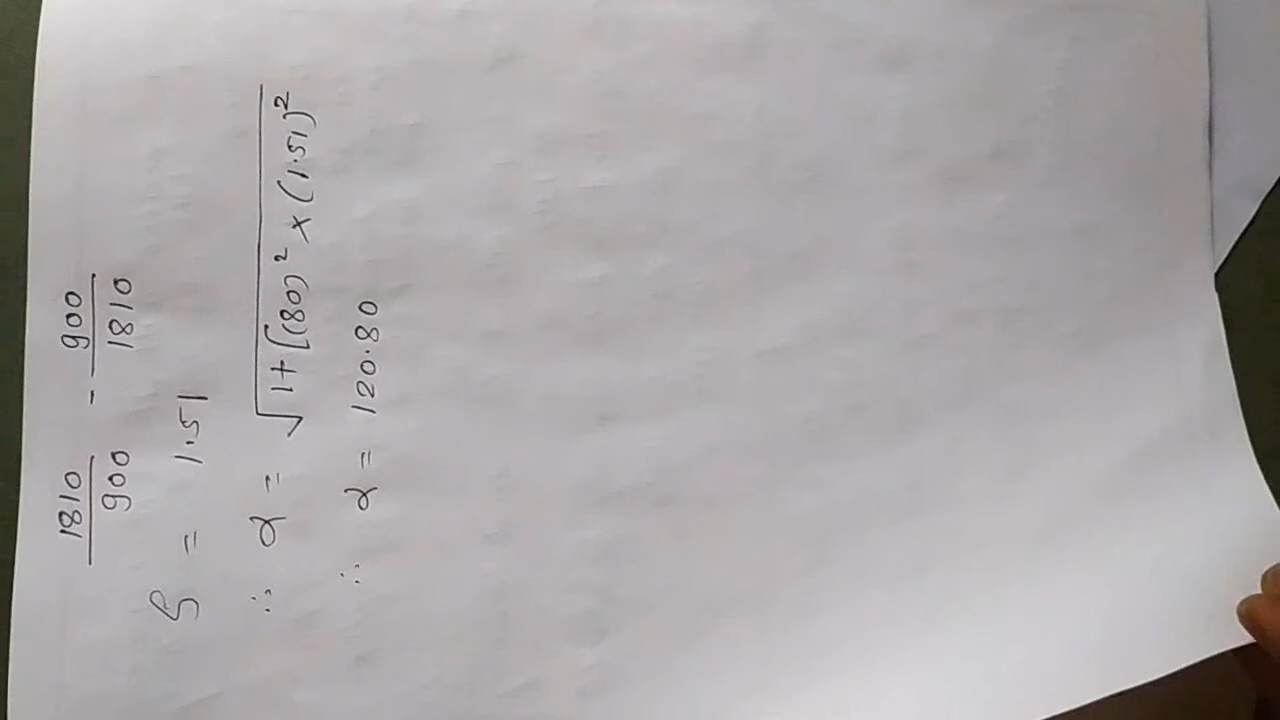 1810/900 - 900/1810
ρ = 1.51
∴ α = √1+[(80)² × (1.51)²
∴ α = 120.80